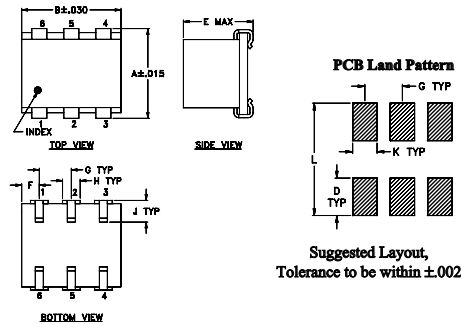 B±.030
6 5 4
A±.015
INDEX
1 2 3
TOP VIEW
E MAX
SIDE VIEW
PCB Land Pattern
G TYP
K TYP
L
D
TYP
Suggested Layout,
Tolerance to be within ±.002
G TYP
H TYP
F
1 2 3
J TYP
6 5 4
BOTTOM VIEW